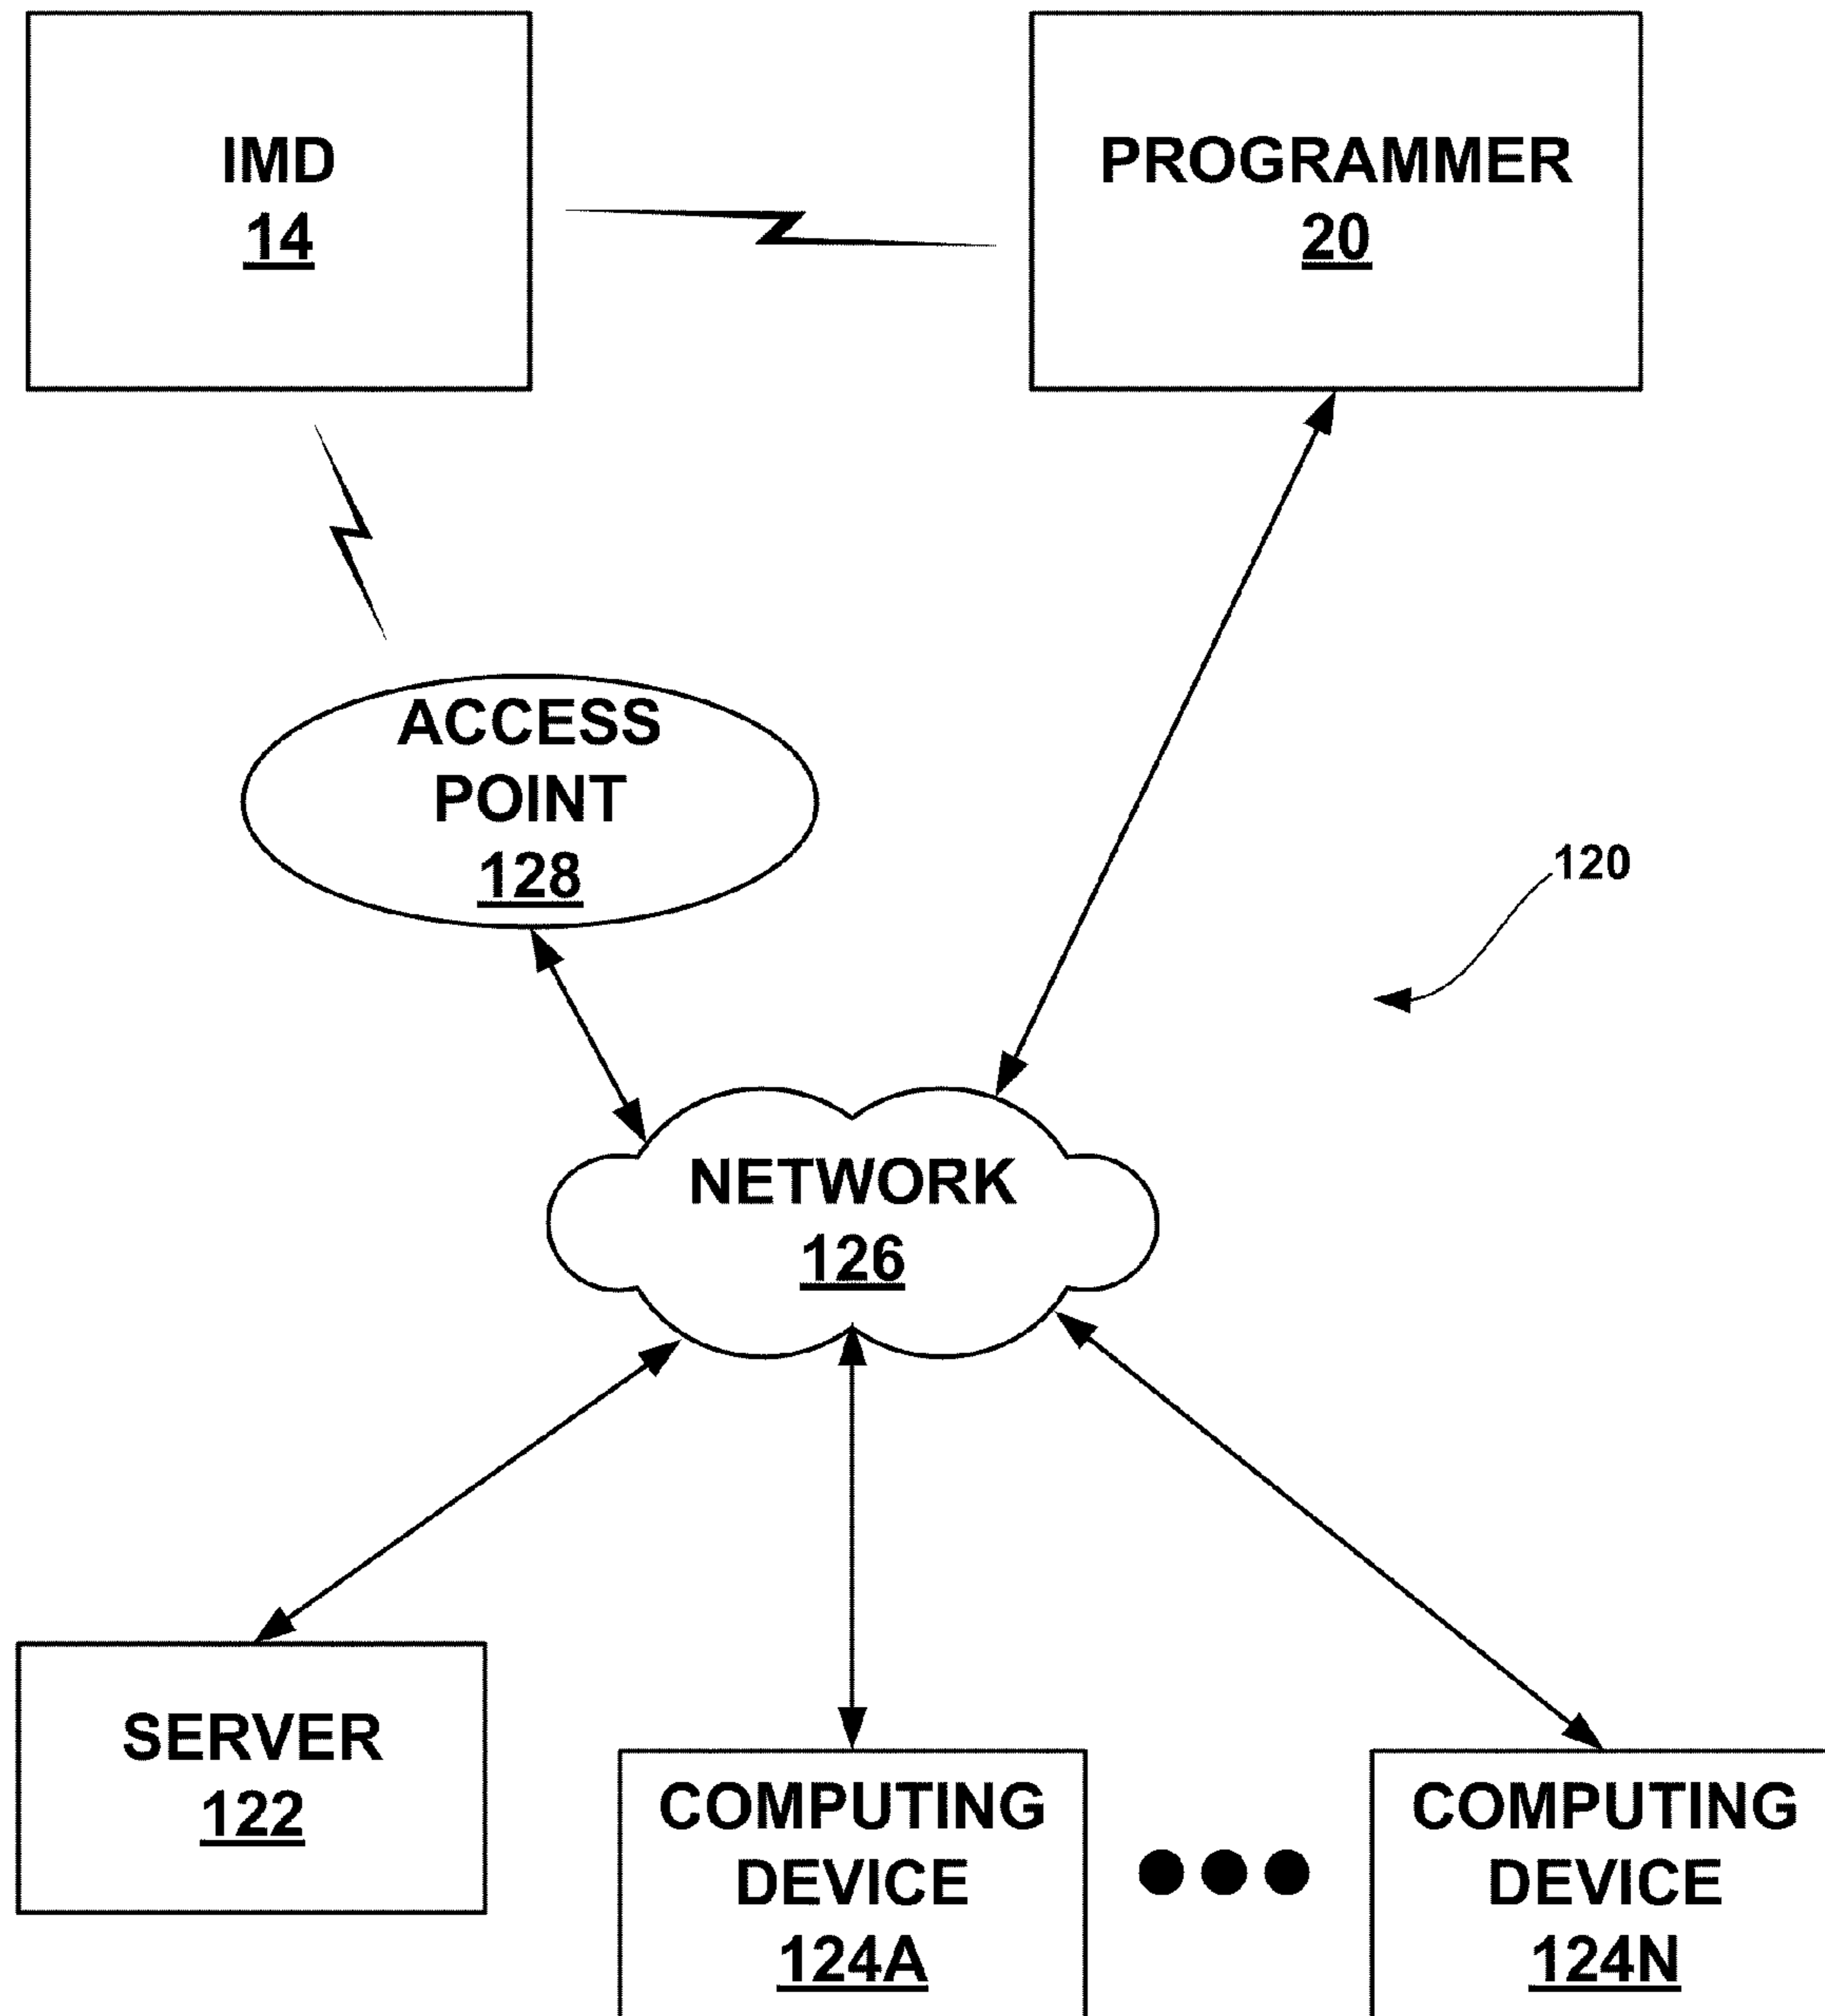 IMD
14
PROGRAMMER
20
ACCESS
POINT
128
120
NETWORK
126
SERVER
122
COMPUTING
DEVICE
124A
COMPUTING
DEVICE
124N